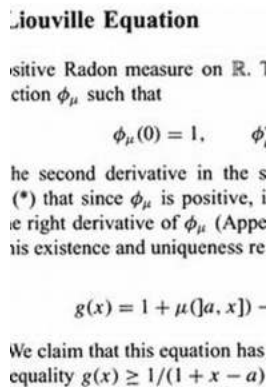 Liouville Equation
sitive Radon measure on ℝ.
ction ϕ_μ such that
ϕ_μ(0) = 1, ϕ
he second derivative in the s
(*) that since ϕ_μ is positive, i
e right derivative of ϕ_μ (Appe
is existence and uniqueness re
g(x) = 1 + μ(]a, x]) −
We claim that this equation has
equality g(x) ≥ 1/(1 + x − a)